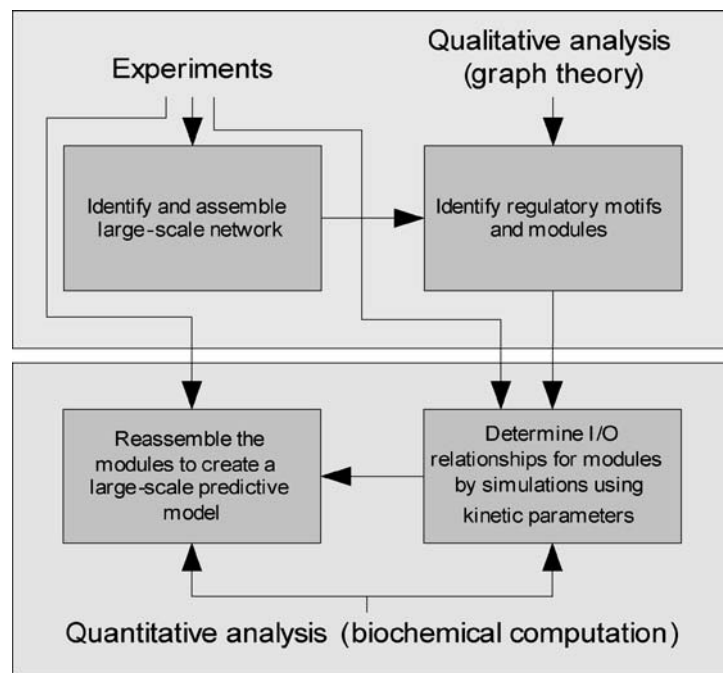 Experiments
Qualitative analysis
(graph theory)
Identify and assemble
large-scale network
Identify regulatory motifs
and modules
Reassemble the
modules to create a
large-scale predictive
model
Determine I/O
relationships for modules
by simulations using
kinetic parameters
Quantitative analysis (biochemical computation)